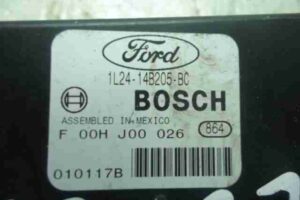 Ford
1L24-14B205-BC
BOSCH
ASSEMBLED IN MEXICO
F 00H J00 026 864
010117B